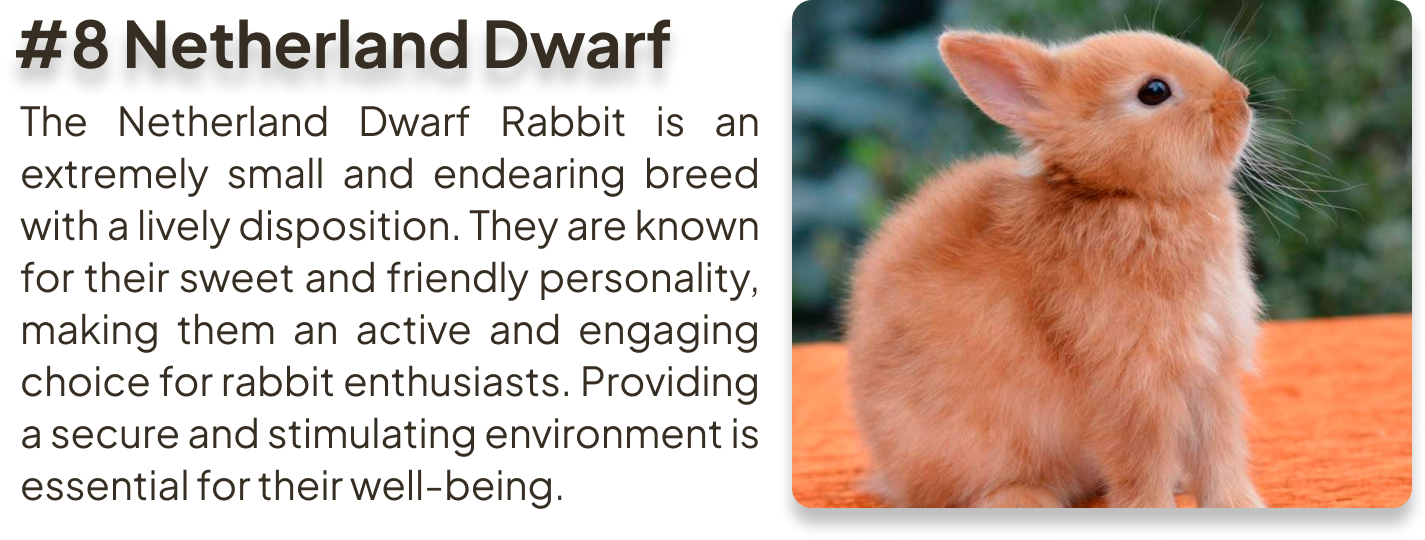 #8 Netherland Dwarf
The Netherland Dwarf Rabbit is an
extremely small and endearing breed
with a lively disposition. They are known
for their sweet and friendly personality,
making them an active and engaging
choice for rabbit enthusiasts. Providing
a secure and stimulating environment is
essential for their well-being.